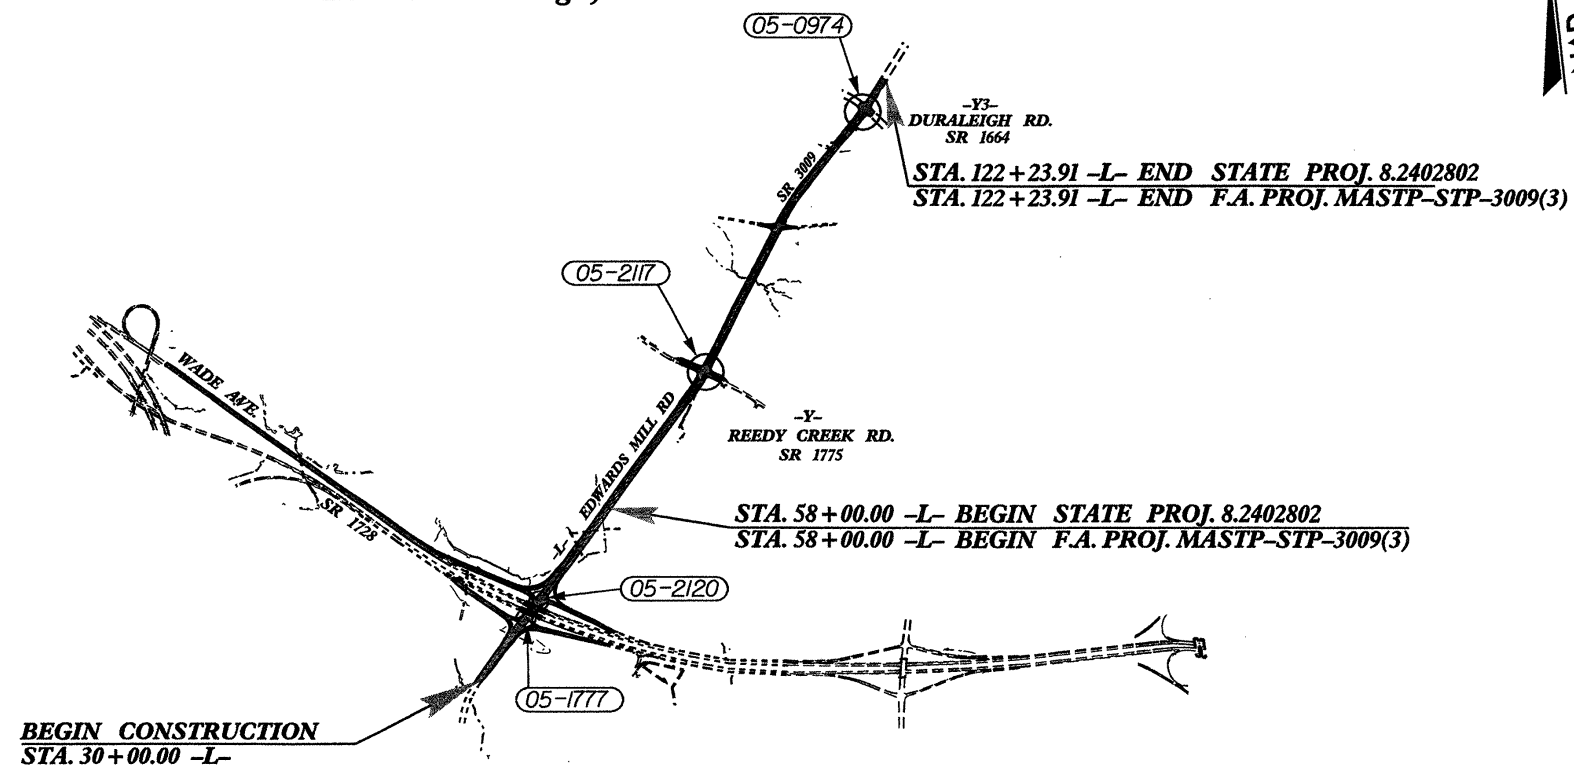 05-0974
-Y3-
DURALEIGH RD.
SR 1664
STA. 122+23.91 -L- END STATE PROJ. 8.2402802
STA. 122+23.91 -L- END F.A. PROJ. MASTP-STP-3009(3)
SR 3009
05-2117
WADE AVE.
EDWARDS MILL RD
-Y-
REEDY CREEK RD.
SR 1775
SR 1728
STA. 58+00.00 -L- BEGIN STATE PROJ. 8.2402802
STA. 58+00.00 -L- BEGIN F.A. PROJ. MASTP-STP-3009(3)
-L-
05-2120
05-1777
BEGIN CONSTRUCTION
STA. 30+00.00 -L-